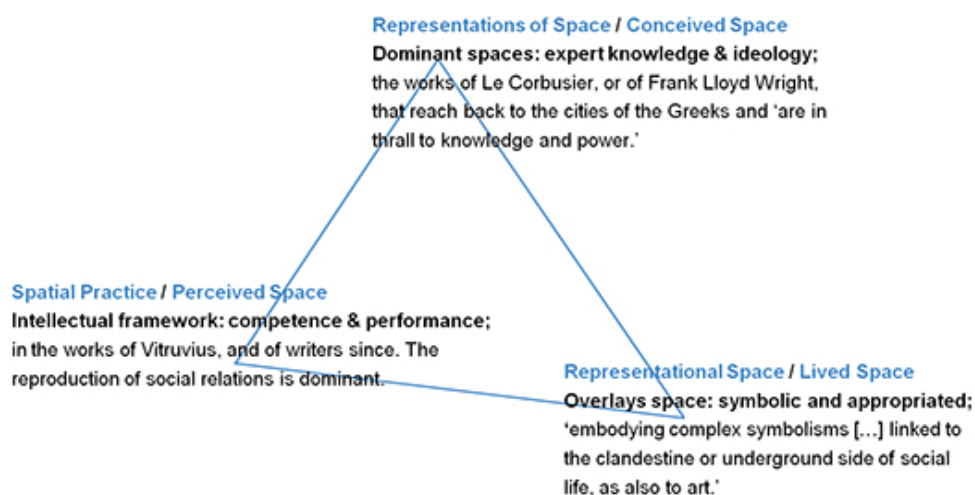 Representations of Space / Conceived Space
Dominant spaces: expert knowledge & ideology;
the works of Le Corbusier, or of Frank Lloyd Wright,
that reach back to the cities of the Greeks and ‘are in
thrall to knowledge and power.’
Spatial Practice / Perceived Space
Intellectual framework: competence & performance;
in the works of Vitruvius, and of writers since. The
reproduction of social relations is dominant.
Representational Space / Lived Space
Overlays space: symbolic and appropriated;
‘embodying complex symbolisms […] linked to
the clandestine or underground side of social
life, as also to art.’